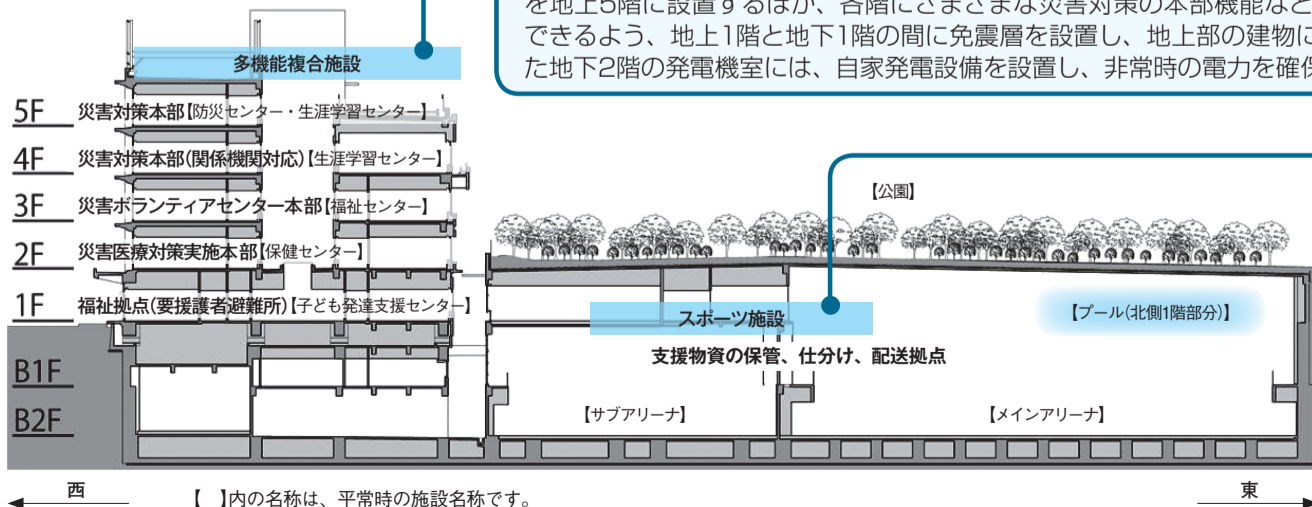 を地上5階に設置するほか、各階にさまざまな災害対策の本部機能など
できるよう、地上1階と地下1階の間に免震層を設置し、地上部の建物に
た地下2階の発電機室には、自家発電設備を設置し、非常時の電力を確保
多機能複合施設
5F 災害対策本部【防災センター・生涯学習センター】
4F 災害対策本部(関係機関対応)【生涯学習センター】
3F 災害ボランティアセンター本部【福祉センター】
2F 災害医療対策実施本部【保健センター】
1F 福祉拠点(要援護者避難所)【子ども発達支援センター】
B1F
B2F
【公園】
スポーツ施設
【プール(北側1階部分)】
支援物資の保管、仕分け、配送拠点
【サブアリーナ】
【メインアリーナ】
西
東
【 】内の名称は、平常時の施設名称です。